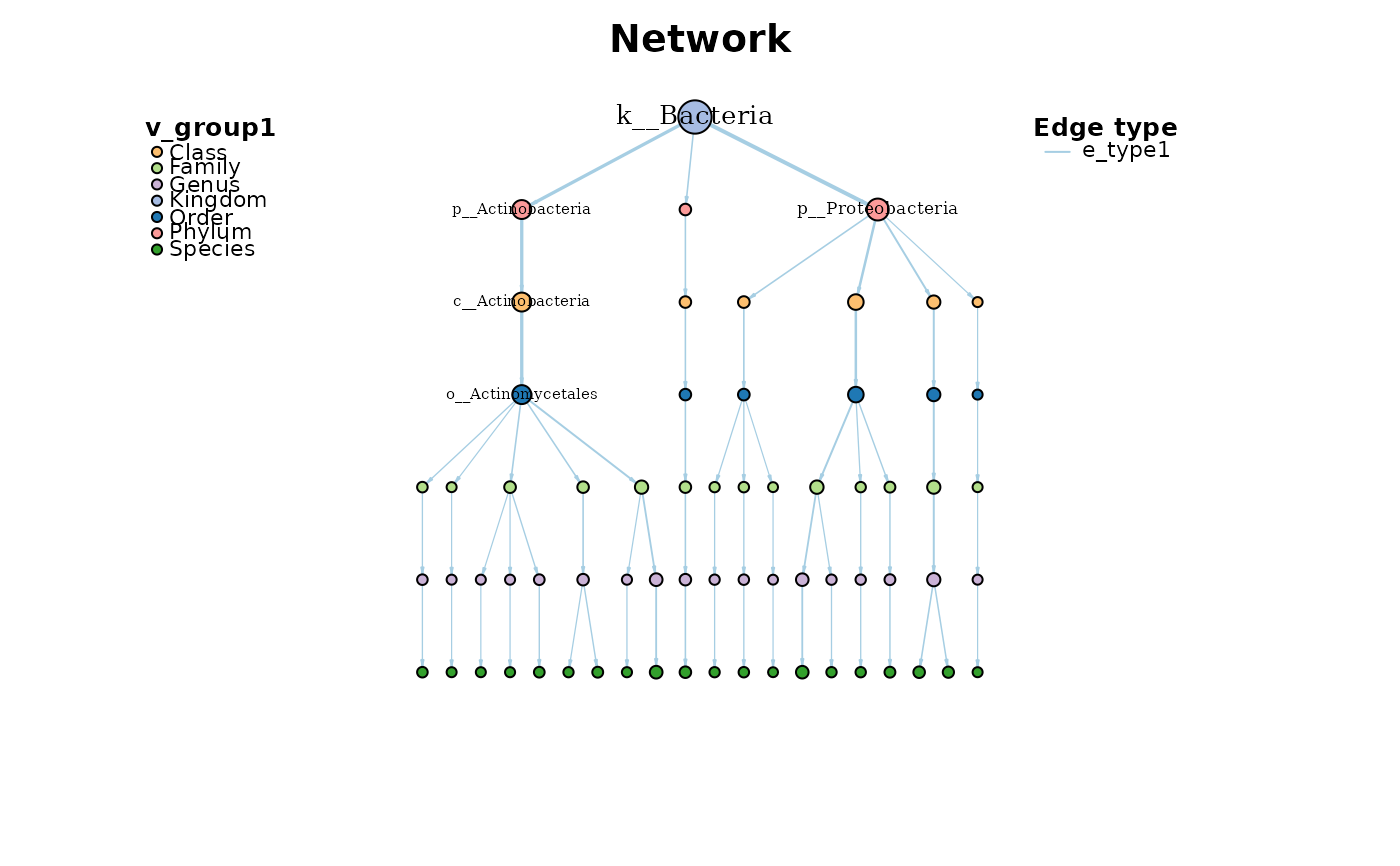 Network
k__Bacteria
v_group1
Class
Family
Genus
Kingdom
Order
Phylum
Species
Edge type
e_type1
p__Actinobacteria
p__Proteobacteria
c__Actinobacteria
o__Actinomycetales